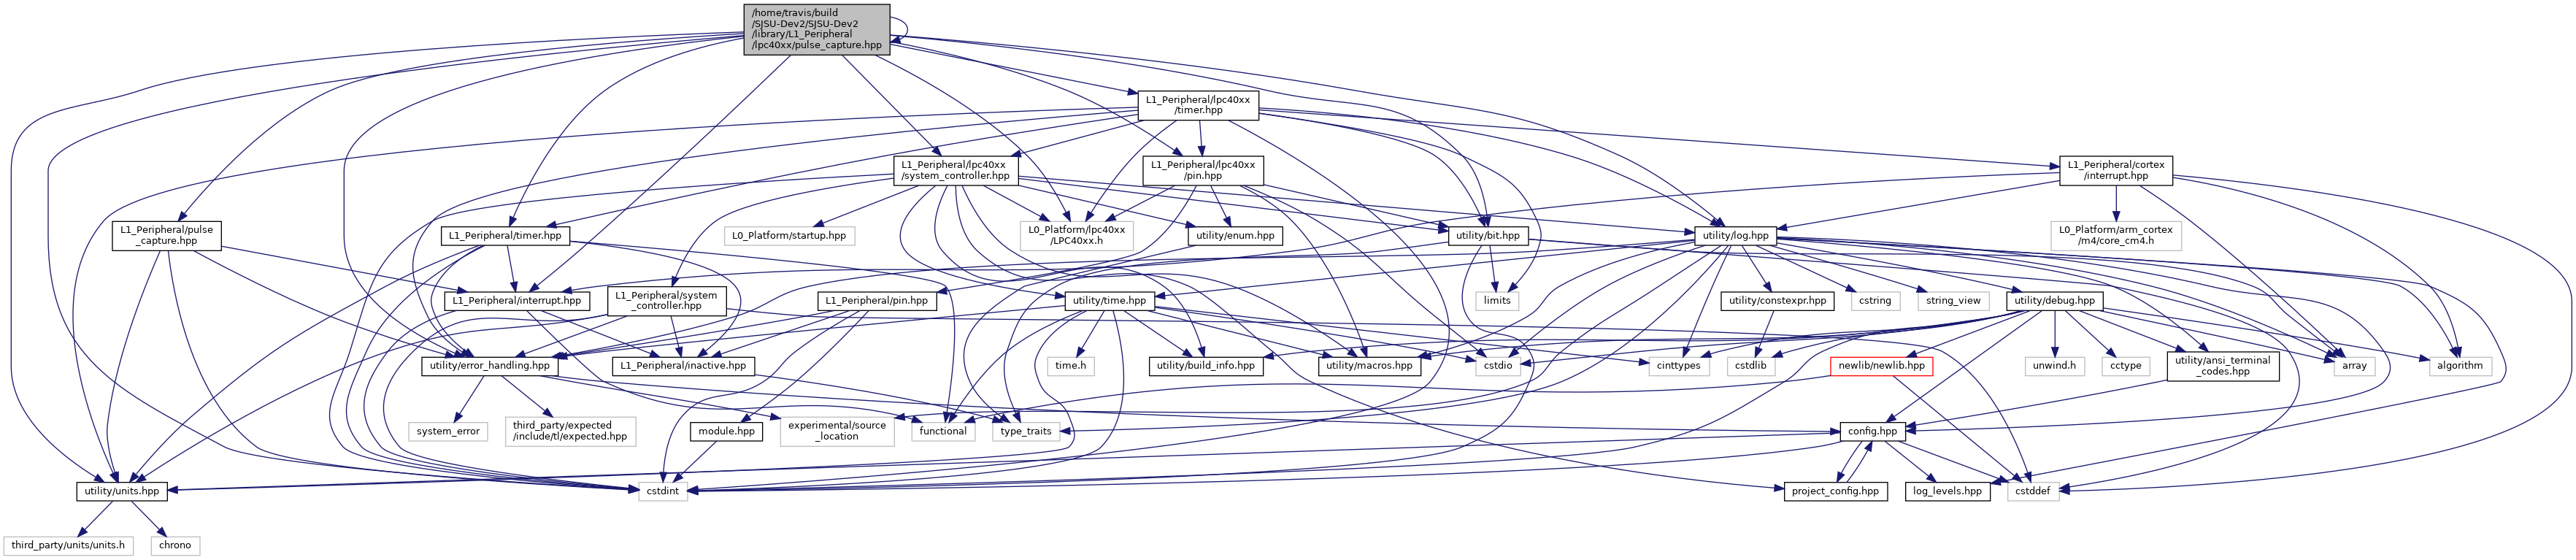 /home/travis/build
/SJSU-Dev2/SJSU-Dev2
/library/L1_Peripheral
/lpc40xx/pulse_capture.hpp
L1_Peripheral/lpc40xx
/timer.hpp
L1_Peripheral/lpc40xx
/system_controller.hpp
L1_Peripheral/lpc40xx
/pin.hpp
L1_Peripheral/cortex
/interrupt.hpp
L1_Peripheral/pulse
_capture.hpp
L1_Peripheral/timer.hpp
L0_Platform/startup.hpp
L0_Platform/lpc40xx
/LPC40xx.h
utility/enum.hpp
utility/bit.hpp
utility/log.hpp
L0_Platform/arm_cortex
/m4/core_cm4.h
L1_Peripheral/interrupt.hpp
L1_Peripheral/system
_controller.hpp
L1_Peripheral/pin.hpp
utility/time.hpp
limits
utility/constexpr.hpp
cstring
string_view
utility/debug.hpp
utility/error_handling.hpp
L1_Peripheral/inactive.hpp
time.h
utility/build_info.hpp
utility/macros.hpp
cstdio
cinttypes
cstdlib
newlib/newlib.hpp
unwind.h
cctype
utility/ansi_terminal
_codes.hpp
array
algorithm
system_error
third_party/expected
/include/tl/expected.hpp
module.hpp
experimental/source
_location
functional
type_traits
config.hpp
utility/units.hpp
cstdint
project_config.hpp
log_levels.hpp
cstddef
third_party/units/units.h
chrono